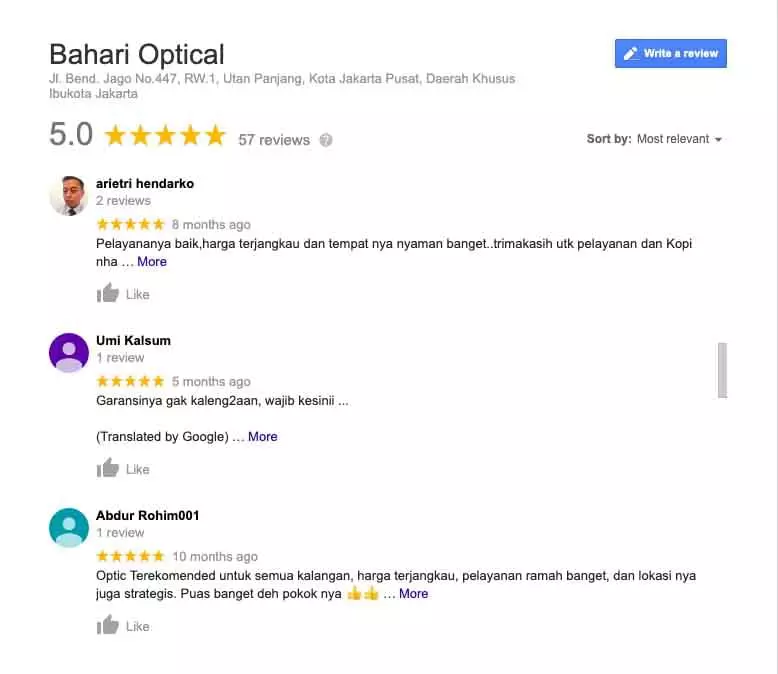 Bahari Optical
Write a review
Jl. Bend. Jago No.447, RW.1, Utan Panjang, Kota Jakarta Pusat, Daerah Khusus
Ibukota Jakarta
5.0 57 reviews ?
Sort by: Most relevant
arietri hendarko
2 reviews
8 months ago
Pelayananya baik,harga terjangkau dan tempat nya nyaman banget..trimakasih utk pelayanan dan Kopi
nha … More
Like
Umi Kalsum
1 review
5 months ago
Garansinya gak kaleng2aan, wajib kesinii ...
(Translated by Google) … More
Like
Abdur Rohim001
1 review
10 months ago
Optic Terekomended untuk semua kalangan, harga terjangkau, pelayanan ramah banget, dan lokasi nya
juga strategis. Puas banget deh pokok nya 👍👍 … More
Like